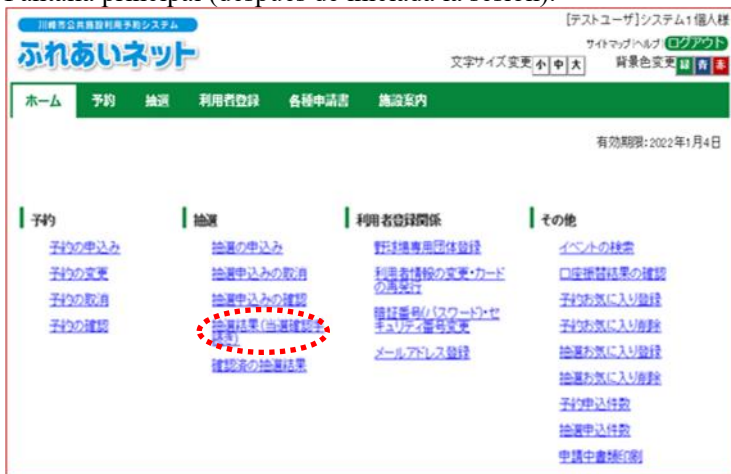 Pantalla principal (después de iniciada la sesión).
川崎市公共施設利用予約システム
[テストユーザ]システム1個人様
サイトマップ|ヘルプ|ログアウト
ふれあいネット
文字サイズ変更 小 中 大 背景色変更 緑 青 赤
ホーム 予約 抽選 利用者登録 各種申請書 施設案内
有効期限:2022年1月4日
予約
予約の申込み
予約の変更
予約の取消
予約の確認
抽選
抽選の申込み
抽選申込みの取消
抽選申込みの確認
抽選結果(当選確認手
続き)
確認済の抽選結果
利用者登録関係
野球場専用団体登録
利用者情報の変更・カード
の再発行
暗証番号(パスワード)・セ
キュリティ番号変更
メールアドレス登録
その他
イベントの検索
口座振替結果の確認
予約お気に入り登録
予約お気に入り削除
抽選お気に入り登録
抽選お気に入り削除
予約申込件数
抽選申込件数
申請中書類印刷